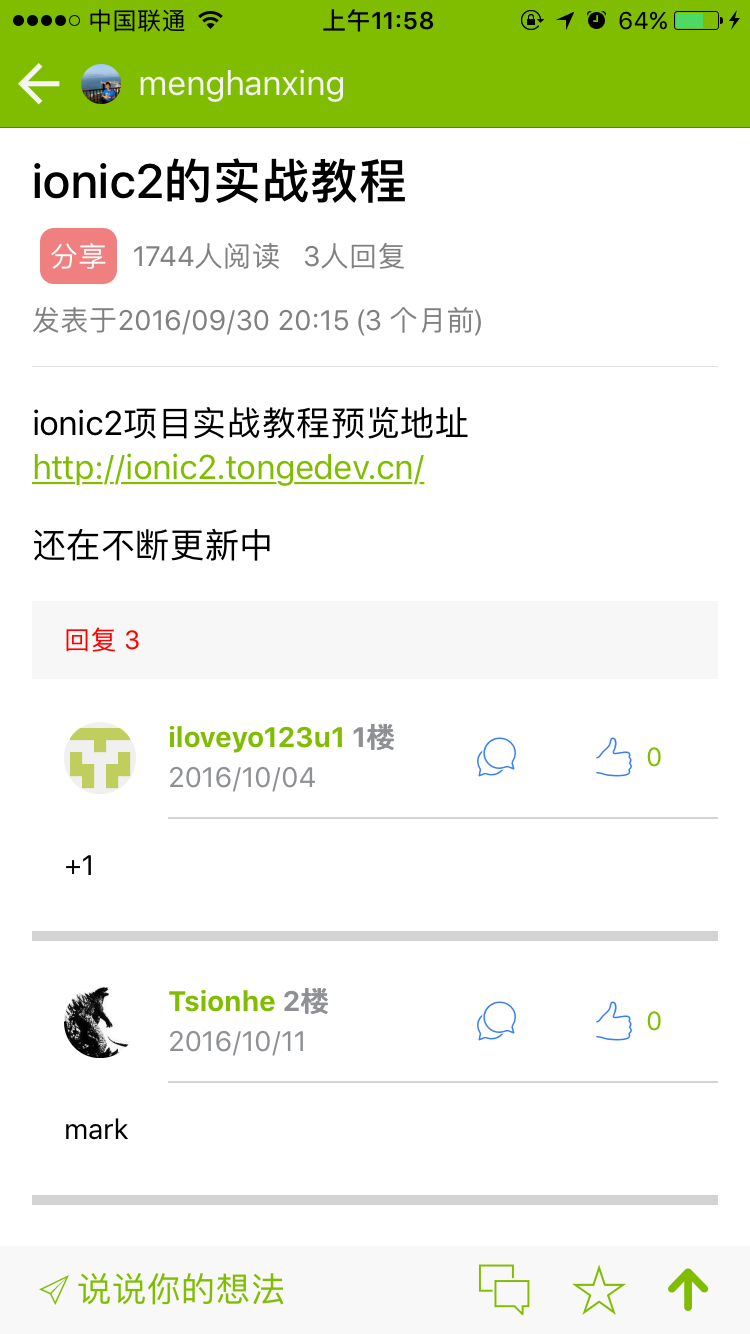 中国联通 上午11:58 64%
menghanxing
ionic2的实战教程
分享 1744人阅读 3人回复
发表于2016/09/30 20:15 (3 个月前)
ionic2项目实战教程预览地址
http://ionic2.tongedev.cn/
还在不断更新中
回复 3
iloveyo123u1 1楼
2016/10/04
0
+1
Tsionhe 2楼
2016/10/11
0
mark
说说你的想法